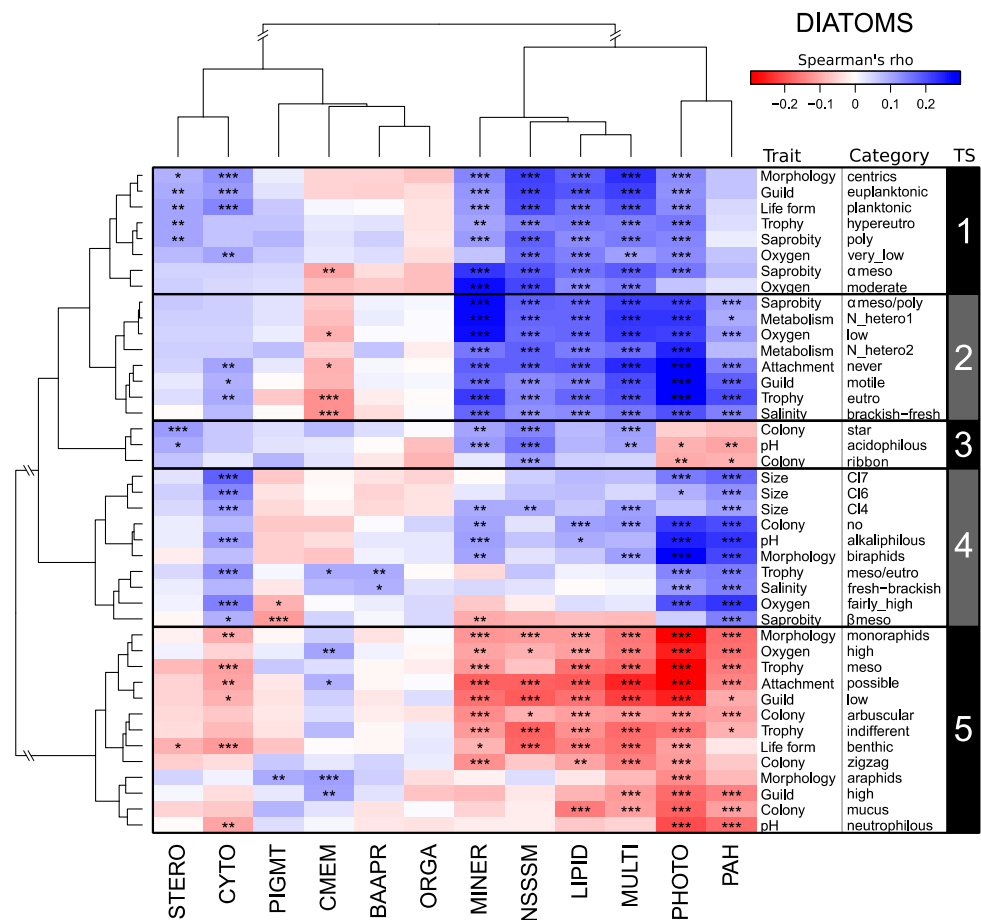 DIATOMS
Spearman's rho
−0.2 −0.1 0 0.1 0.2
Trait Category TS
* *** *** *** *** *** *** Morphology centrics
** *** *** *** *** *** *** Guild euplanktonic
** *** *** *** *** *** *** Life form planktonic
** ** *** *** *** *** Trophy hypereutro
** *** *** *** *** *** Saprobity poly
** *** *** ** *** Oxygen very_low
** *** *** *** *** *** Saprobity αmeso
*** *** *** *** Oxygen moderate
1
*** *** *** *** *** *** Saprobity αmeso/poly
*** *** *** *** *** * Metabolism N_hetero1
* *** *** *** *** *** *** Oxygen low
*** *** *** *** *** Metabolism N_hetero2
** * *** *** *** *** *** *** Attachment never
* *** *** *** *** *** *** Guild motile
** *** *** *** *** *** *** *** Trophy eutro
*** *** *** *** *** *** *** Salinity brackish−fresh
2
*** ** *** *** Colony star
* *** *** ** * ** pH acidophilous
*** ** * Colony ribbon
3
*** *** *** Size Cl7
*** * *** Size Cl6
*** ** ** *** *** Size Cl4
** *** *** *** *** Colony no
*** *** * *** *** pH alkaliphilous
** *** *** *** Morphology biraphids
*** * ** *** *** Trophy meso/eutro
* *** *** Salinity fresh−brackish
*** * *** *** Oxygen fairly_high
* *** ** *** Saprobity βmeso
4
** *** *** *** *** *** *** Morphology monoraphids
** ** * *** *** *** *** Oxygen high
*** *** *** *** *** *** Trophy meso
** * *** *** *** *** *** *** Attachment possible
* *** *** *** *** *** * Guild low
*** * *** *** *** *** Colony arbuscular
*** *** *** *** *** * Trophy indifferent
* *** * *** *** *** *** Life form benthic
*** ** *** *** Colony zigzag
** *** *** Morphology araphids
** *** *** *** Guild high
*** *** *** *** Colony mucus
** *** *** pH neutrophilous
5
STERO CYTO PIGMT CMEM BAAPR ORGA MINER NSSSM LIPID MULTI PHOTO PAH